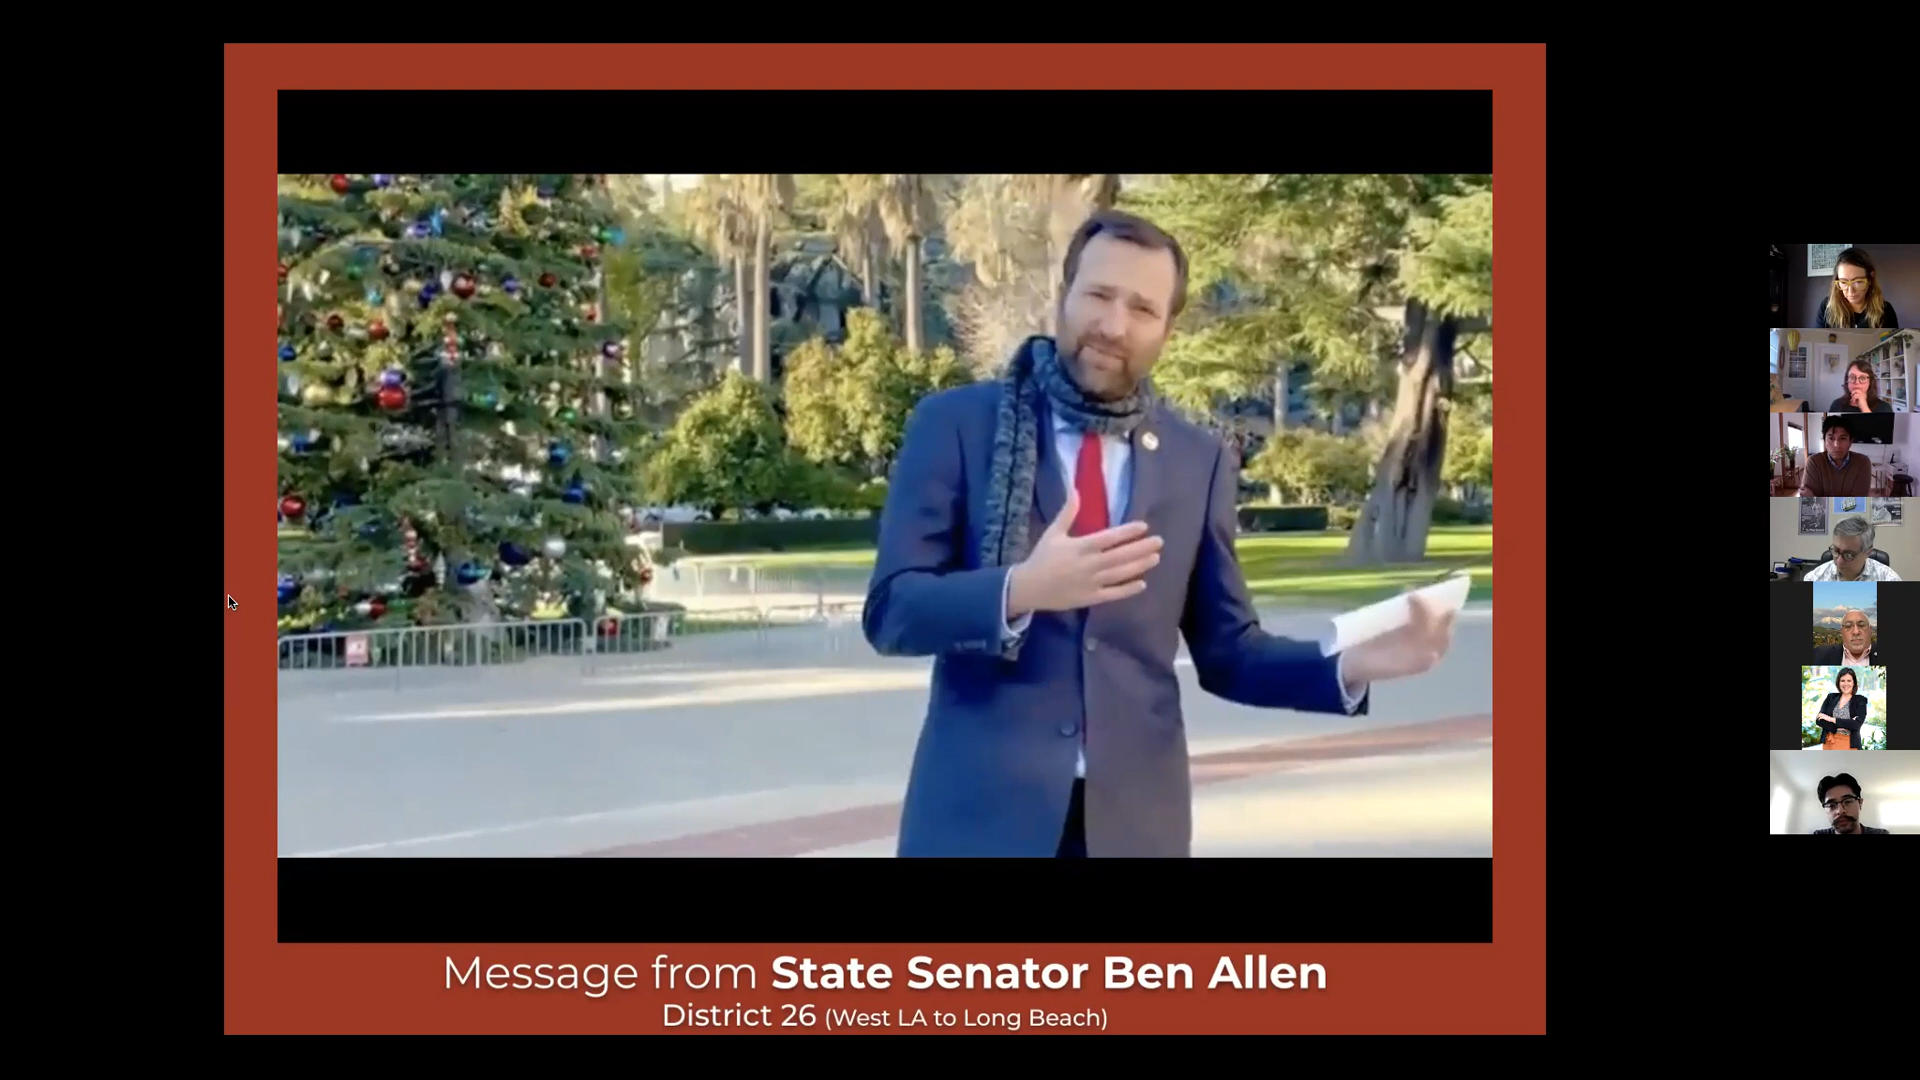 Message from State Senator Ben Allen
District 26 (West LA to Long Beach)